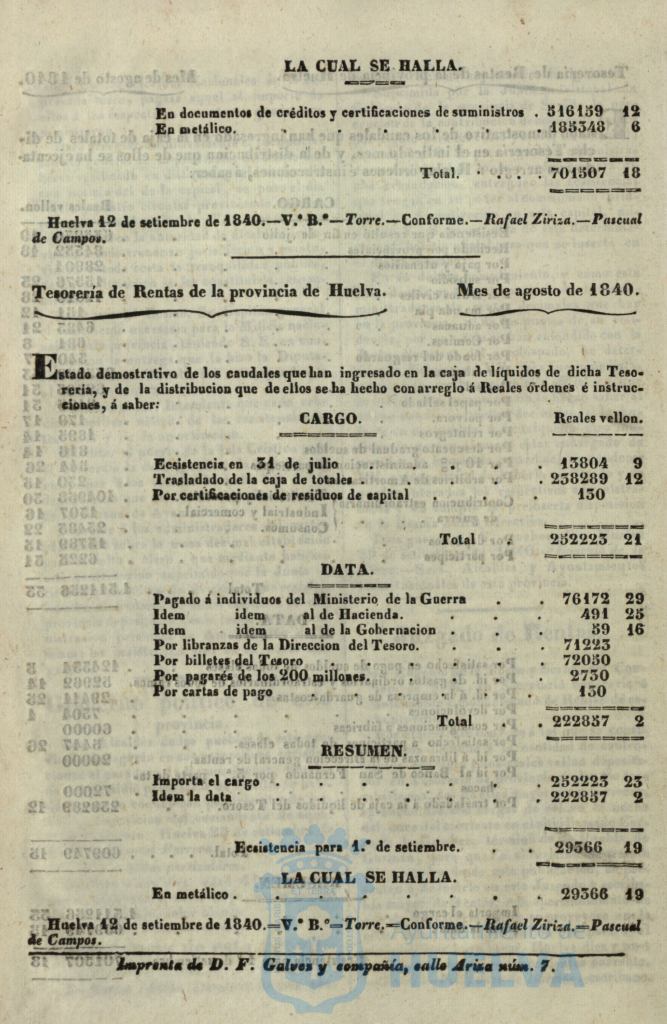 LA CUAL SE HALLA.
En documentos de créditos y certificaciones de suministros . 516159 12
En metálico. . . . . . . 185348 6
Total. . . . . 701507 18
Huelva 12 de setiembre de 1840.—V.º B.º—Torre.—Conforme.—Rafael Ziriza.—Pascual
de Campos.
Tesorería de Rentas de la provincia de Huelva. Mes de agosto de 1840.
Estado demostrativo de los caudales que han ingresado en la caja de líquidos de dicha Teso-
rería, y de la distribucion que de ellos se ha hecho con arreglo á Reales órdenes é instruc-
ciones, á saber:
CARGO. Reales vellon.
Ecsistencia en 31 de julio . . . . . 13804 9
Trasladado de la caja de totales . . . . . 238289 12
Por certificaciones de residuos de capital . . . 130
Total . 252223 21
DATA.
Pagado á individuos del Ministerio de la Guerra . . 76172 29
Idem idem al de Hacienda. . . . 491 25
Idem idem al de la Gobernacion . . . 59 16
Por libranzas de la Direccion del Tesoro. . . . 71223
Por billetes del Tesoro . . . . . . 72050
Por pagarés de los 200 millones. . . . . 2730
Por cartas de pago . . . . . . 130
Total . . 222857 2
RESUMEN.
Importa el cargo . . . . . . . 252223 23
Idem la data . . . . . . . 222857 2
Ecsistencia para 1.º de setiembre. . . 29366 19
LA CUAL SE HALLA.
En metálico . . . . . . . . 29366 19
Huelva 12 de setiembre de 1840.=V.º B.º=Torre.=Conforme.—Rafael Ziriza.=Pascual
de Campos.
Imprenta de D. F. Galvez y compañía, calle Ariza núm. 7.
HUELVA